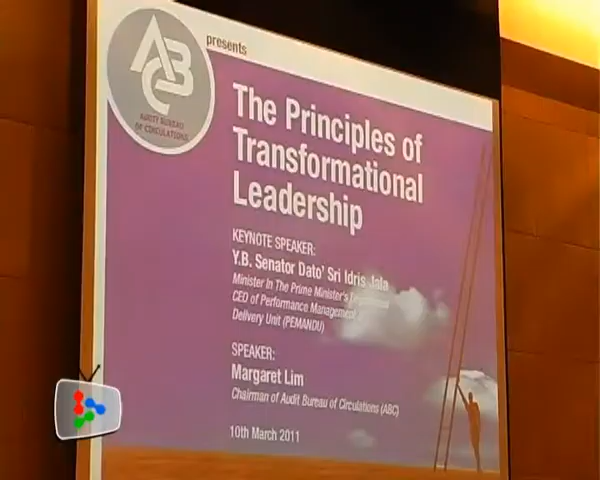 ABC
AUDIT BUREAU
OF CIRCULATIONS
presents
The Principles of
Transformational
Leadership
KEYNOTE SPEAKER:
Y.B. Senator Dato' Sri Idris Jala
Minister In The Prime Minister's
CEO of Performance Management
Delivery Unit (PEMANDU)
SPEAKER:
Margaret Lim
Chairman of Audit Bureau of Circulations (ABC)
10th March 2011